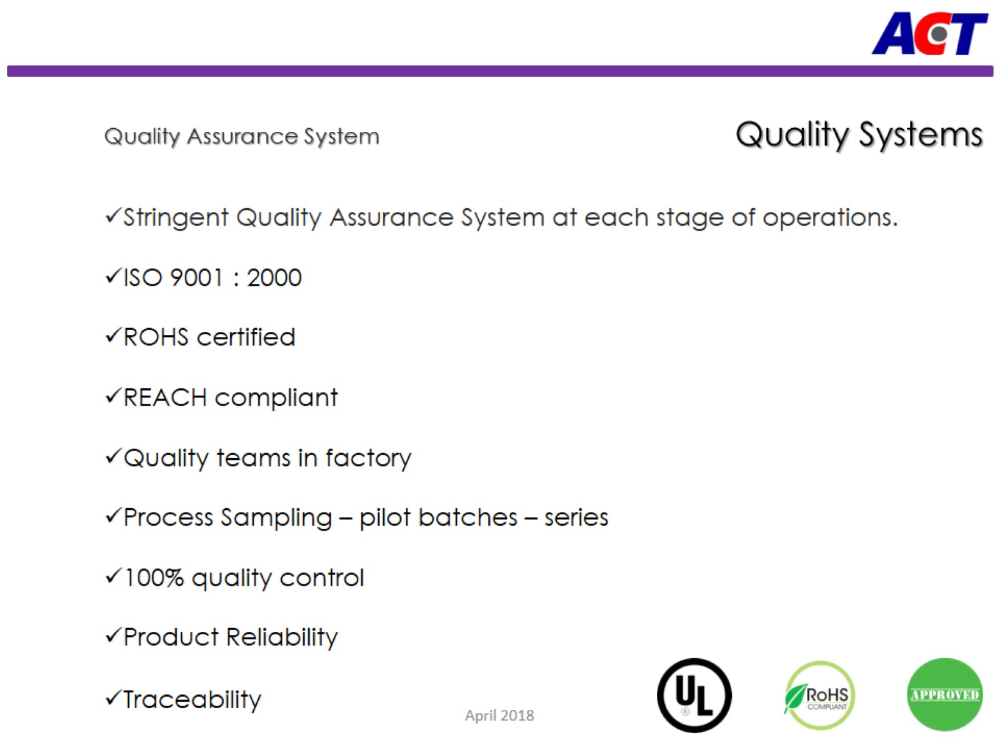 ACT
Quality Assurance System
Quality Systems
✓Stringent Quality Assurance System at each stage of operations.
✓ISO 9001 : 2000
✓ROHS certified
✓REACH compliant
✓Quality teams in factory
✓Process Sampling – pilot batches – series
✓100% quality control
✓Product Reliability
✓Traceability
April 2018
UL
®
RoHS
COMPLIANT
APPROVED